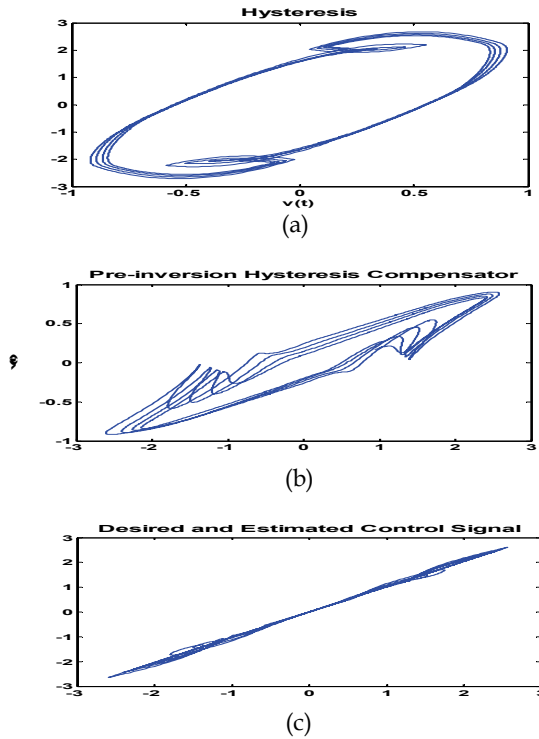 Hysteresis
3
2
1
0
-1
-2
-3
-1 -0.5 0 0.5 1
v(t)
(a)
Pre-inversion Hysteresis Compensator
1
0.5
0
-0.5
-1
-3 -2 -1 0 1 2 3
(b)
Desired and Estimated Control Signal
3
2
1
0
-1
-2
-3
-3 -2 -1 0 1 2 3
(c)